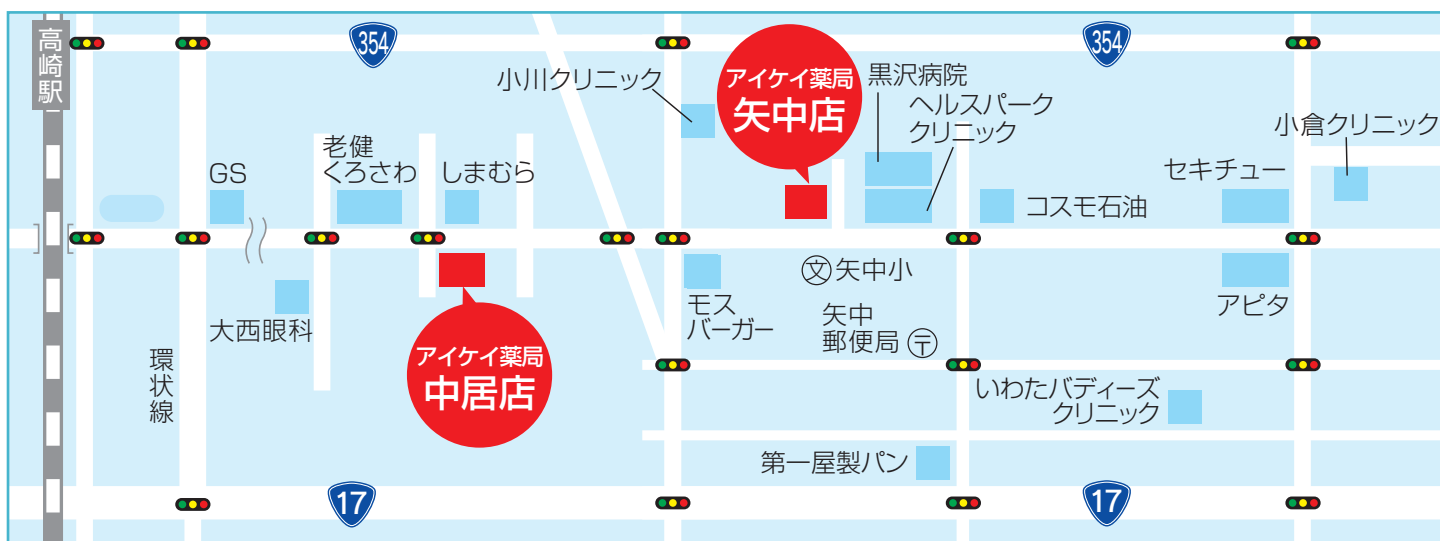 高崎駅
354
354
小川クリニック
アイケイ薬局
矢中店
黒沢病院
ヘルスパーク
クリニック
小倉クリニック
GS
老健
くろさわ
しまむら
コスモ石油
セキチュー
大西眼科
モス
バーガー
文 矢中小
矢中
郵便局 〒
アピタ
環状線
アイケイ薬局
中居店
いわたバディーズ
クリニック
第一屋製パン
17
17